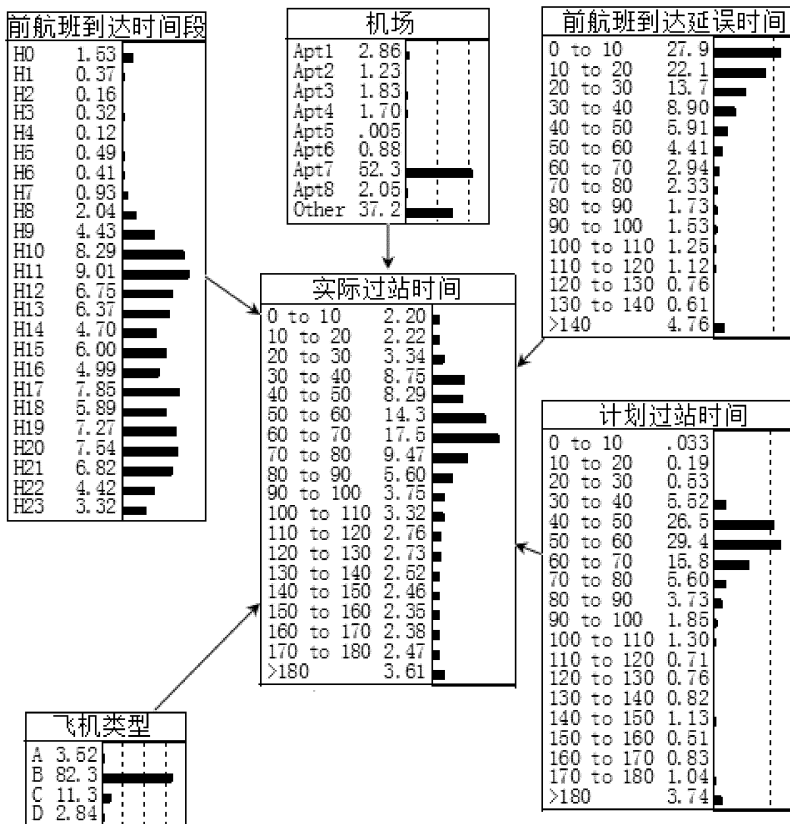 前航班到达时间段
H0 1.53
H1 0.37
H2 0.16
H3 0.32
H4 0.12
H5 0.49
H6 0.41
H7 0.93
H8 2.04
H9 4.43
H10 8.29
H11 9.01
H12 6.75
H13 6.37
H14 4.70
H15 6.00
H16 4.99
H17 7.85
H18 5.89
H19 7.27
H20 7.54
H21 6.82
H22 4.42
H23 3.32
机场
Apt1 2.86
Apt2 1.23
Apt3 1.83
Apt4 1.70
Apt5 .005
Apt6 0.88
Apt7 52.3
Apt8 2.05
Other 37.2
前航班到达延误时间
0 to 10 27.9
10 to 20 22.1
20 to 30 13.7
30 to 40 8.90
40 to 50 5.91
50 to 60 4.41
60 to 70 2.94
70 to 80 2.33
80 to 90 1.73
90 to 100 1.53
100 to 110 1.25
110 to 120 1.12
120 to 130 0.76
130 to 140 0.61
>140 4.76
实际过站时间
0 to 10 2.20
10 to 20 2.22
20 to 30 3.34
30 to 40 8.75
40 to 50 8.29
50 to 60 14.3
60 to 70 17.5
70 to 80 9.47
80 to 90 5.60
90 to 100 3.75
100 to 110 3.32
110 to 120 2.76
120 to 130 2.73
130 to 140 2.52
140 to 150 2.46
150 to 160 2.35
160 to 170 2.38
170 to 180 2.47
>180 3.61
计划过站时间
0 to 10 .033
10 to 20 0.19
20 to 30 0.53
30 to 40 5.52
40 to 50 26.5
50 to 60 29.4
60 to 70 15.8
70 to 80 5.60
80 to 90 3.73
90 to 100 1.85
100 to 110 1.30
110 to 120 0.71
120 to 130 0.76
130 to 140 0.82
140 to 150 1.13
150 to 160 0.51
160 to 170 0.83
170 to 180 1.04
>180 3.74
飞机类型
A 3.52
B 82.3
C 11.3
D 2.84